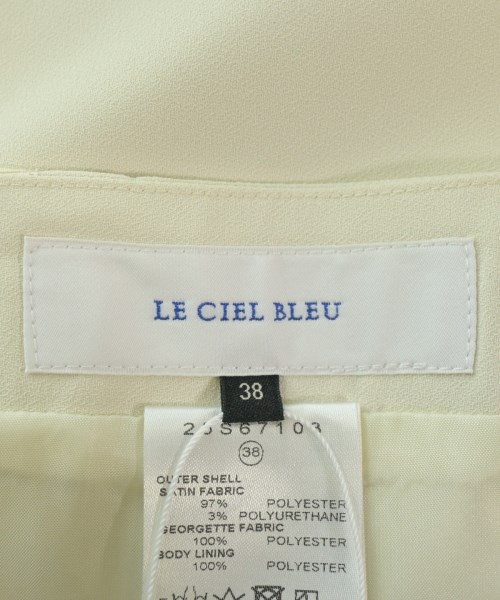 LE CIEL BLEU
38
38
OUTER SHELL
SATIN FABRIC
97% POLYESTER
3% POLYURETHANE
GEORGETTE FABRIC
100% POLYESTER
BODY LINING
100% POLYESTER